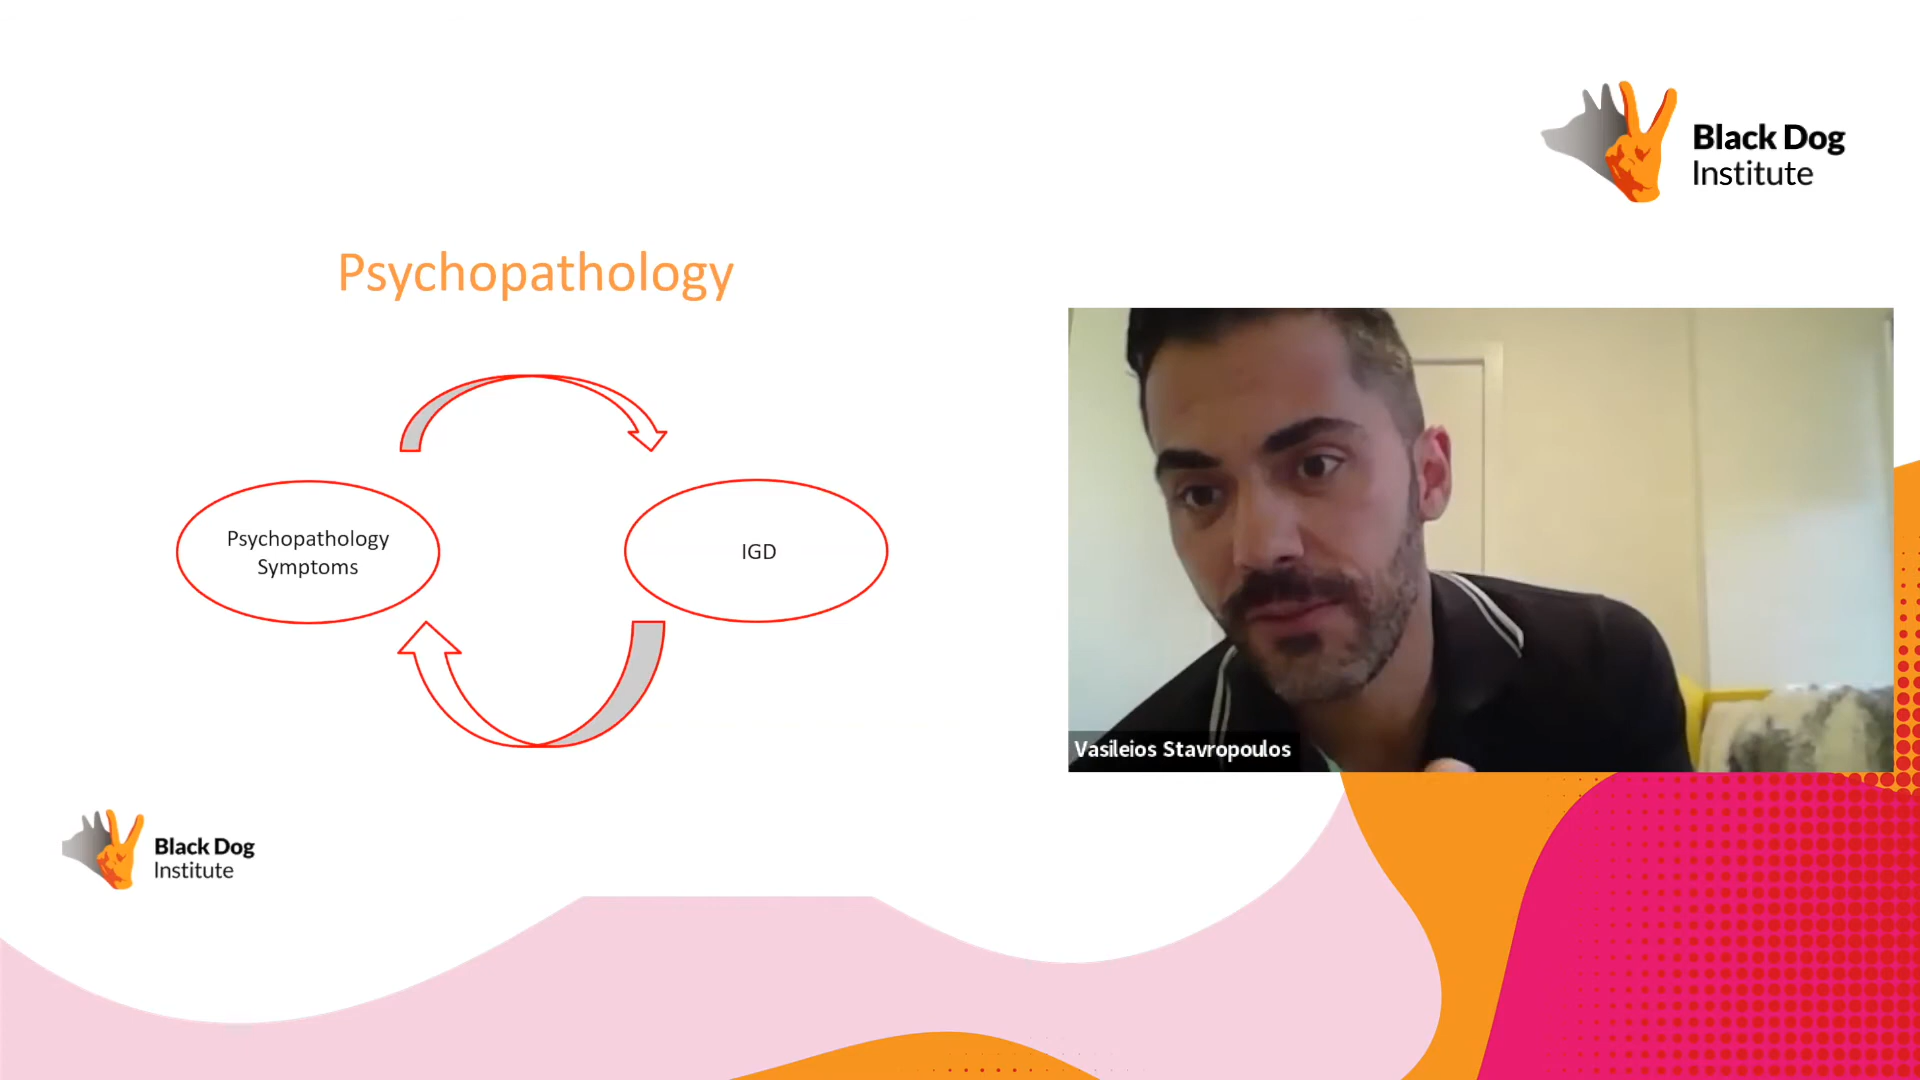 Black Dog
Institute
Psychopathology
Psychopathology
Symptoms
IGD
Vasileios Stavropoulos
Black Dog
Institute